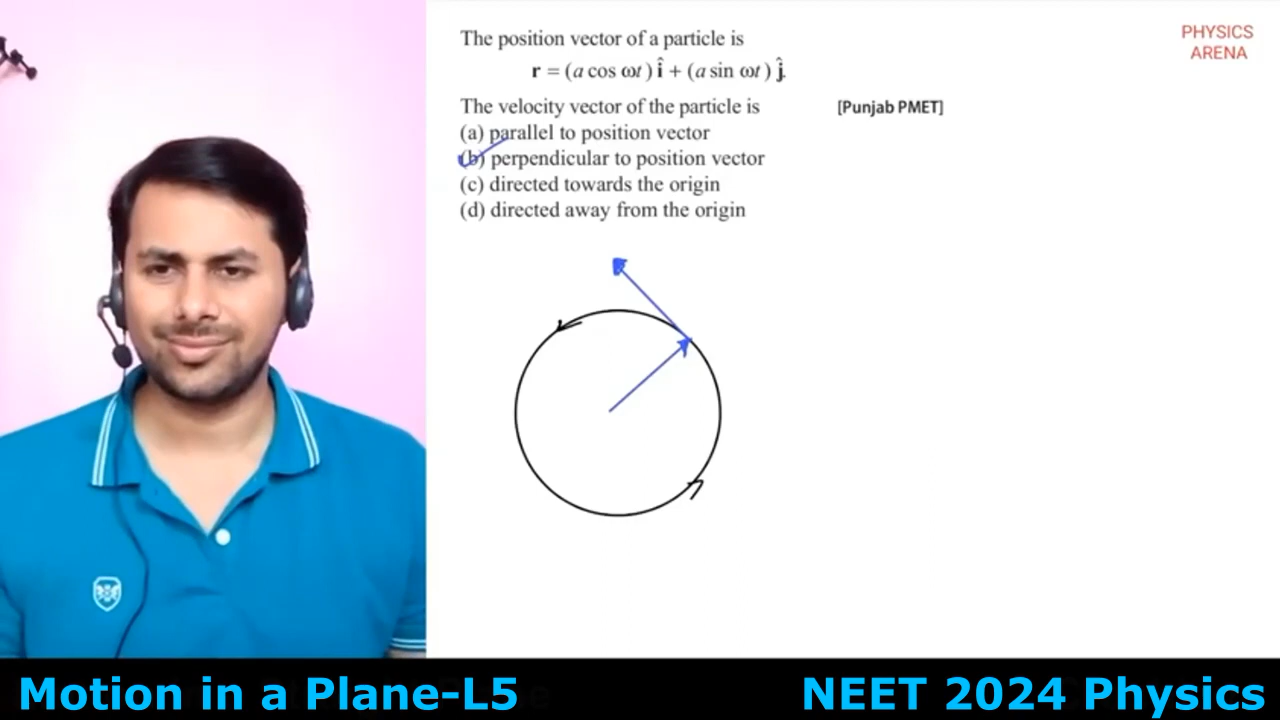 PHYSICS
ARENA
The position vector of a particle is
r = (a cos ωt) î + (a sin ωt) ĵ.
The velocity vector of the particle is [Punjab PMET]
(a) parallel to position vector
(b) perpendicular to position vector
(c) directed towards the origin
(d) directed away from the origin
Motion in a Plane-L5 NEET 2024 Physics